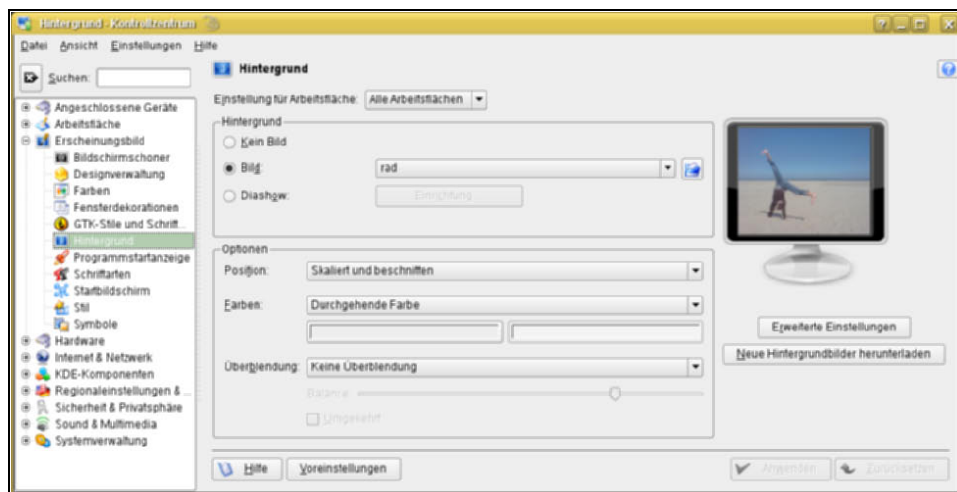 Hintergrund - Kontrollzentrum
Datei Ansicht Einstellungen Hilfe
Suchen:
Hintergrund
Einstellung für Arbeitsfläche: Alle Arbeitsflächen
Angeschlossene Geräte
Arbeitsfläche
Erscheinungsbild
Bildschirmschoner
Designverwaltung
Farben
Fensterdekorationen
GTK-Stile und Schrift...
Hintergrund
Programmstartanzeige
Schriftarten
Startbildschirm
Stil
Symbole
Hardware
Internet & Netzwerk
KDE-Komponenten
Regionaleinstellungen & ...
Sicherheit & Privatsphäre
Sound & Multimedia
Systemverwaltung
Hintergrund
Kein Bild
Bild: rad
Diashow: Einrichtung
Optionen
Position: Skaliert und beschnitten
Farben: Durchgehende Farbe
Überblendung: Keine Überblendung
Balance
Umgekehrt
Erweiterte Einstellungen
Neue Hintergrundbilder herunterladen
Hilfe Voreinstellungen Anwenden Zurücksetzen